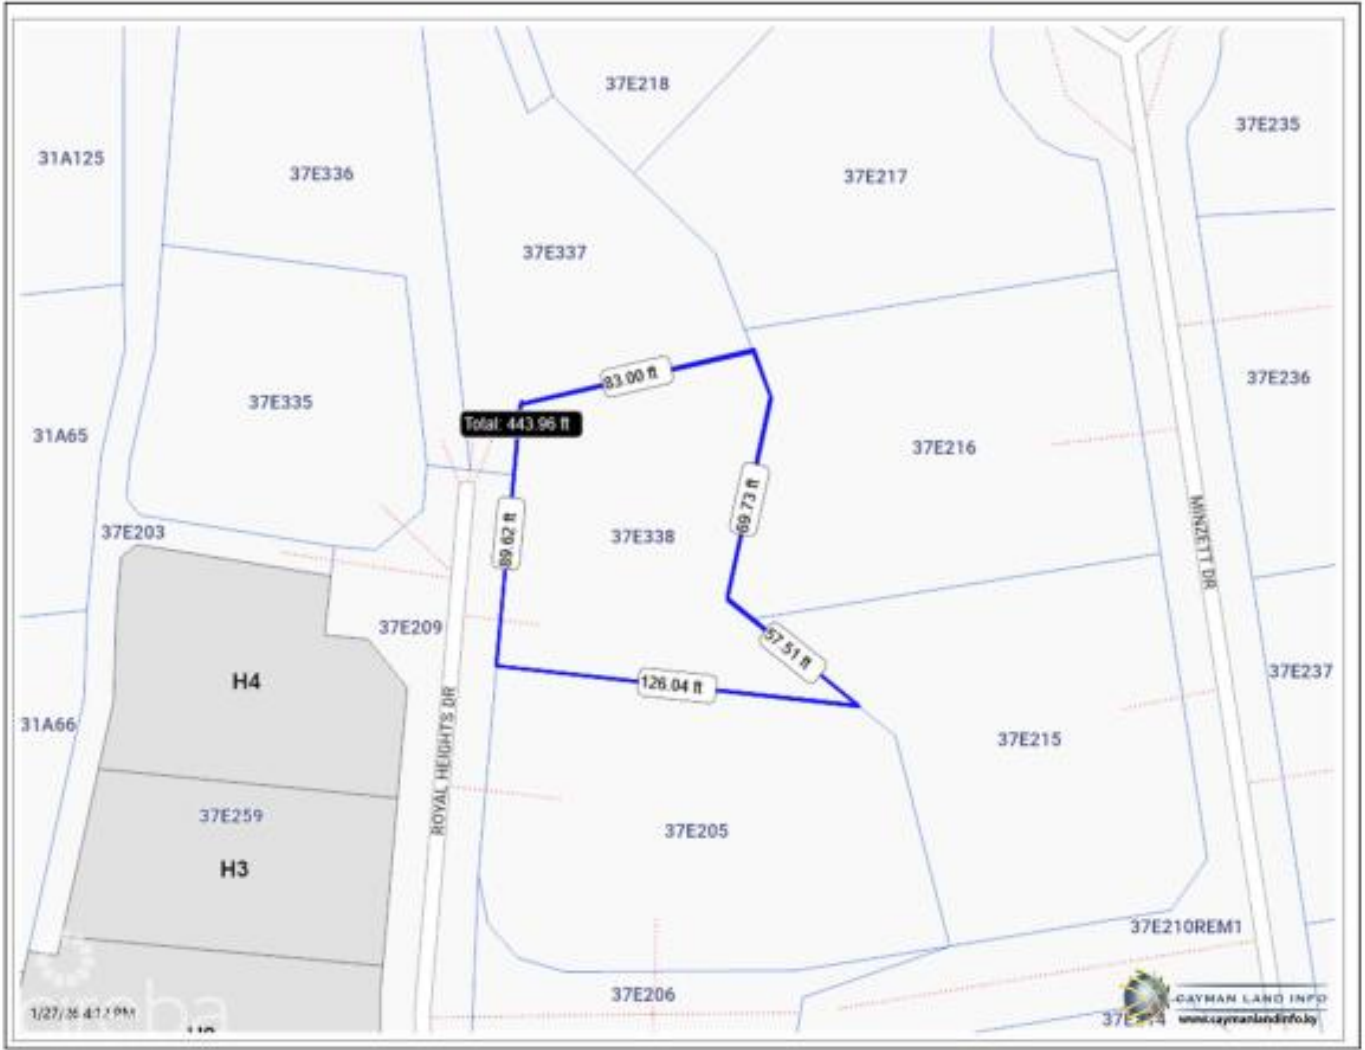 37E218
37E235
31A125
37E336
37E217
37E337
83.00 ft
37E236
37E335
Total: 443.96 ft
31A65
37E216
69.73 ft
89.62 ft
37E338
37E203
MINZETT DR
37E209
57.51 ft
37E237
H4
126.04 ft
31A66
ROYAL HEIGHTS DR
37E215
37E259
37E205
H3
37E210REM1
37E206
CAYMAN LAND INFO
www.caymanlandinfo.ky